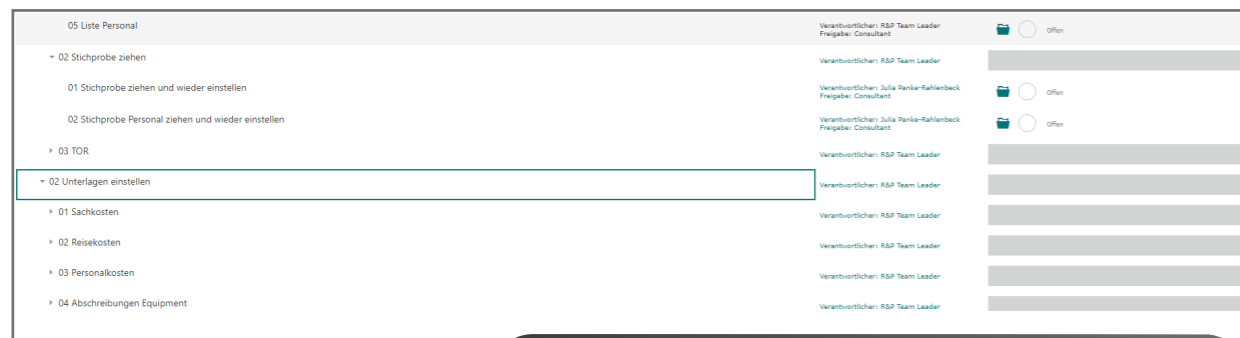 05 Liste Personal
Verantwortlicher: R&P Team Leader
Freigabe: Consultant
Offen
02 Stichprobe ziehen
Verantwortlicher: R&P Team Leader
01 Stichprobe ziehen und wieder einstellen
Verantwortlicher: Julia Panke-Rahlenbeck
Freigabe: Consultant
Offen
02 Stichprobe Personal ziehen und wieder einstellen
Verantwortlicher: Julia Panke-Rahlenbeck
Freigabe: Consultant
Offen
03 TOR
Verantwortlicher: R&P Team Leader
02 Unterlagen einstellen
Verantwortlicher: R&P Team Leader
01 Sachkosten
Verantwortlicher: R&P Team Leader
02 Reisekosten
Verantwortlicher: R&P Team Leader
03 Personalkosten
Verantwortlicher: R&P Team Leader
04 Abschreibungen Equipment
Verantwortlicher: R&P Team Leader